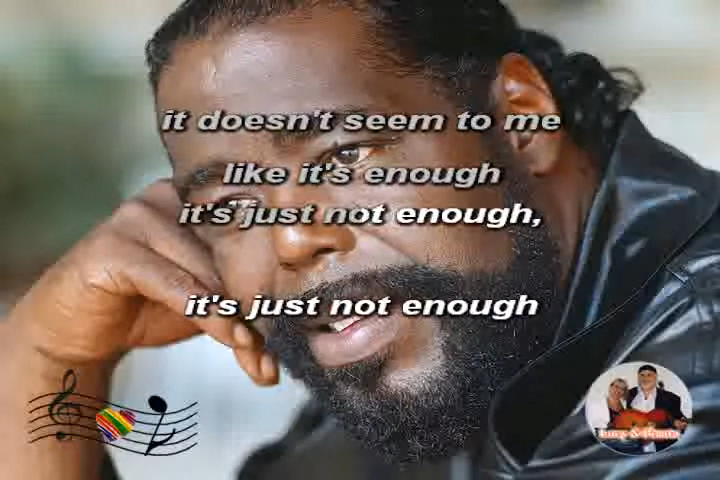 it doesn't seem to me
like it's enough
it's just not enough,
it's just not enough